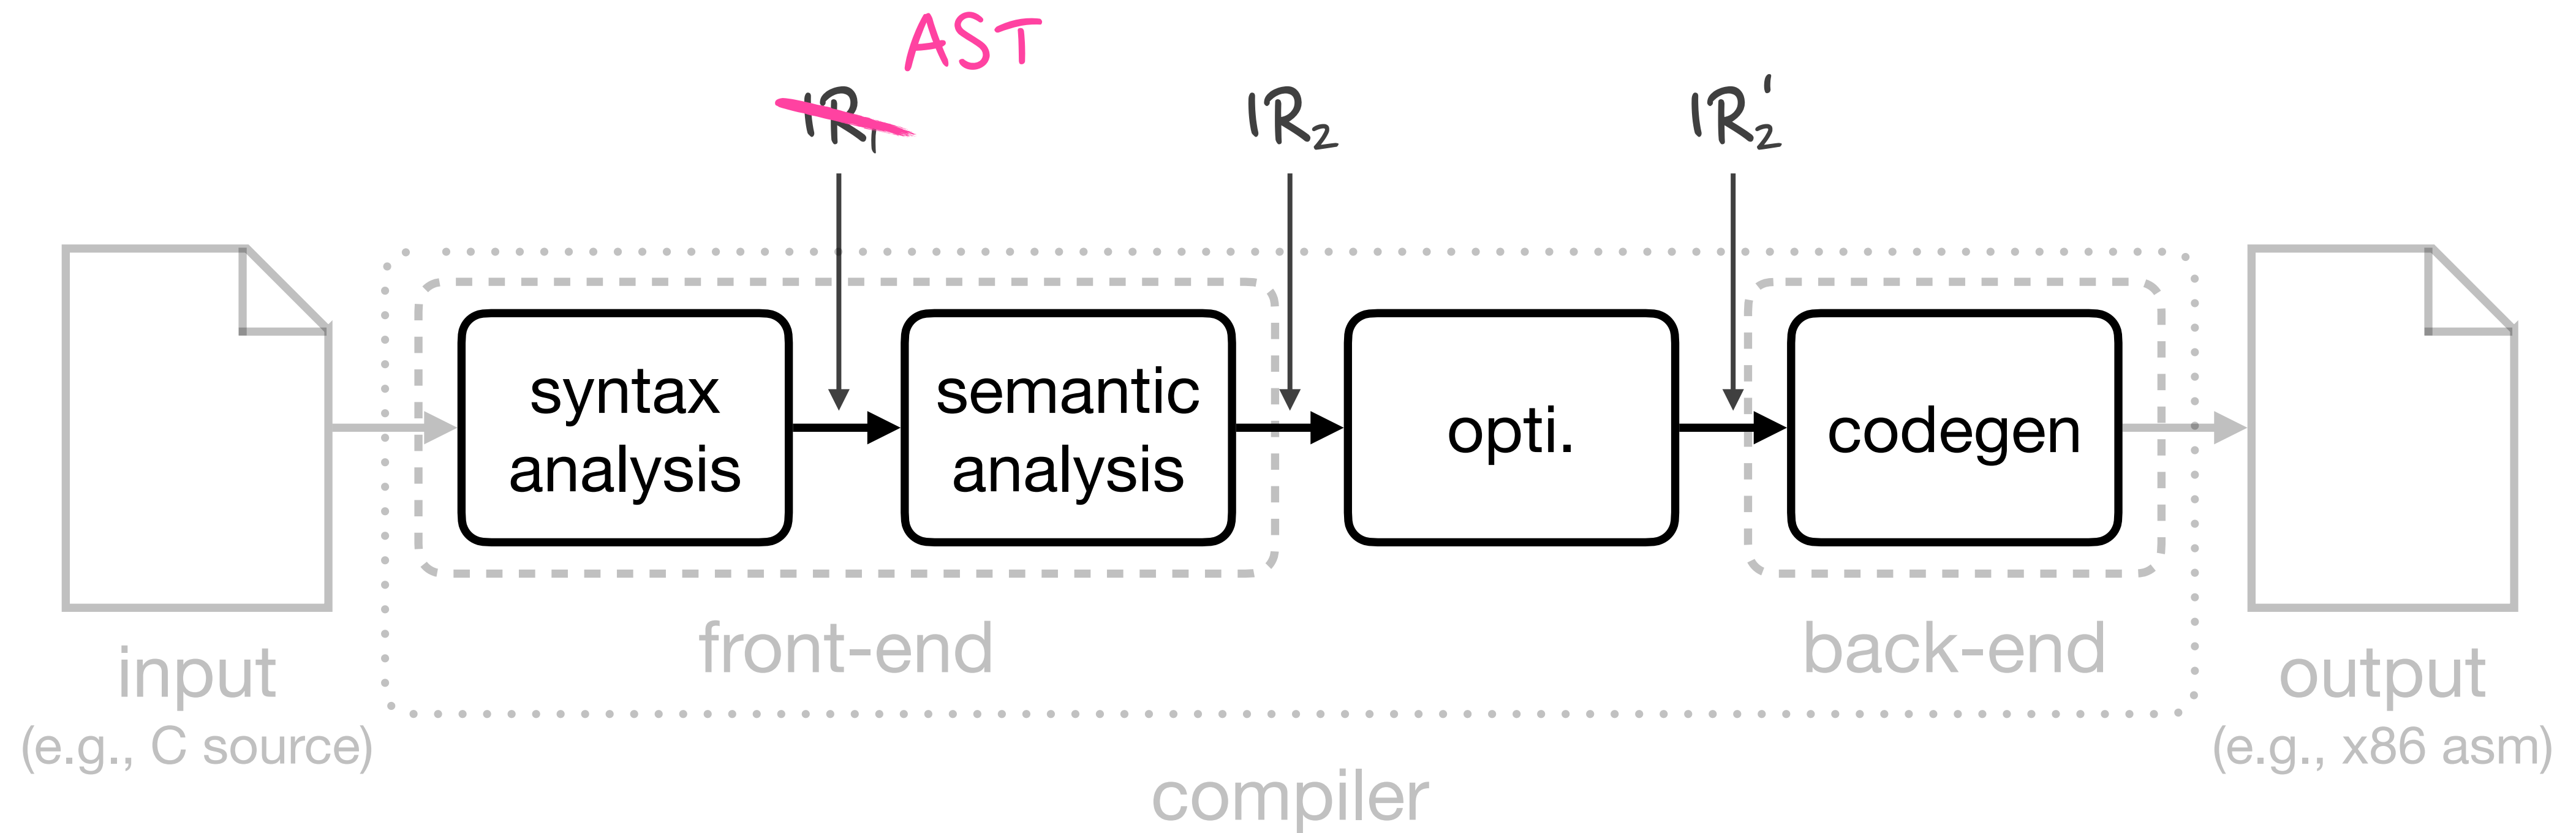 AST
IR₁
IR₂
IR₂'
syntax
analysis
semantic
analysis
opti.
codegen
front-end
back-end
input
(e.g., C source)
output
(e.g., x86 asm)
compiler